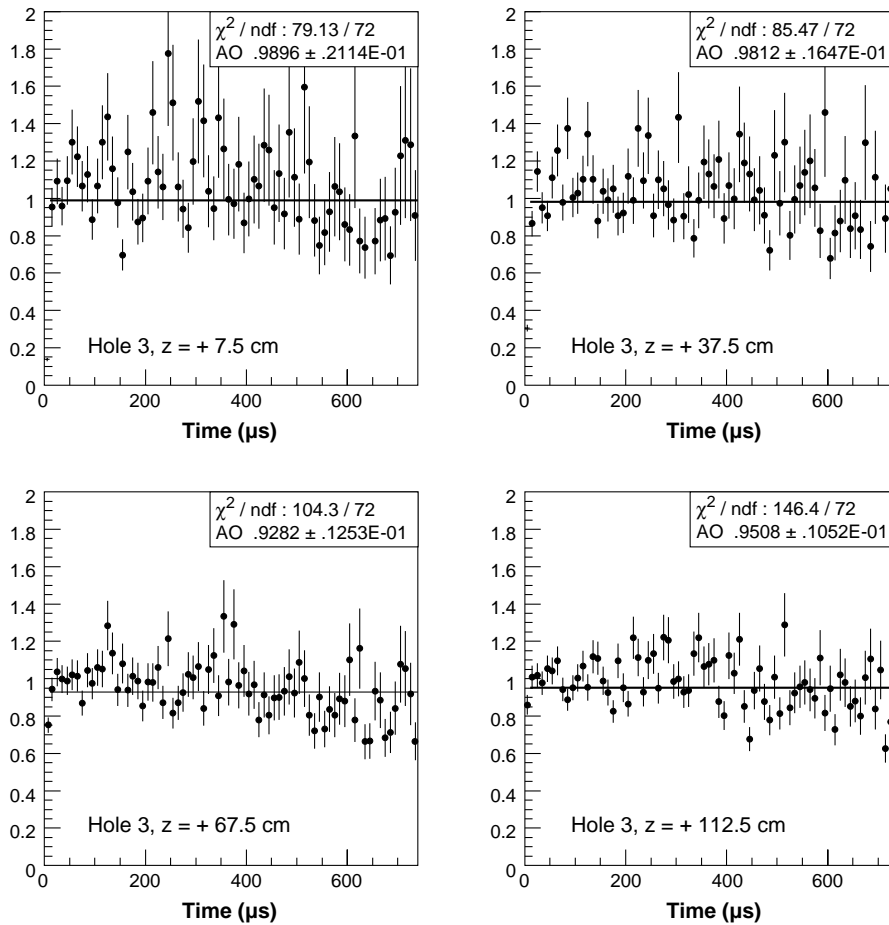 χ² / ndf : 79.13 / 72
AO .9896 ± .2114E-01
2
1.8
1.6
1.4
1.2
1
0.8
0.6
0.4
0.2
0
Hole 3, z = + 7.5 cm
0 200 400 600
Time (µs)
χ² / ndf : 85.47 / 72
AO .9812 ± .1647E-01
2
1.8
1.6
1.4
1.2
1
0.8
0.6
0.4
0.2
0
Hole 3, z = + 37.5 cm
0 200 400 600
Time (µs)
χ² / ndf : 104.3 / 72
AO .9282 ± .1253E-01
2
1.8
1.6
1.4
1.2
1
0.8
0.6
0.4
0.2
0
Hole 3, z = + 67.5 cm
0 200 400 600
Time (µs)
χ² / ndf : 146.4 / 72
AO .9508 ± .1052E-01
2
1.8
1.6
1.4
1.2
1
0.8
0.6
0.4
0.2
0
Hole 3, z = + 112.5 cm
0 200 400 600
Time (µs)